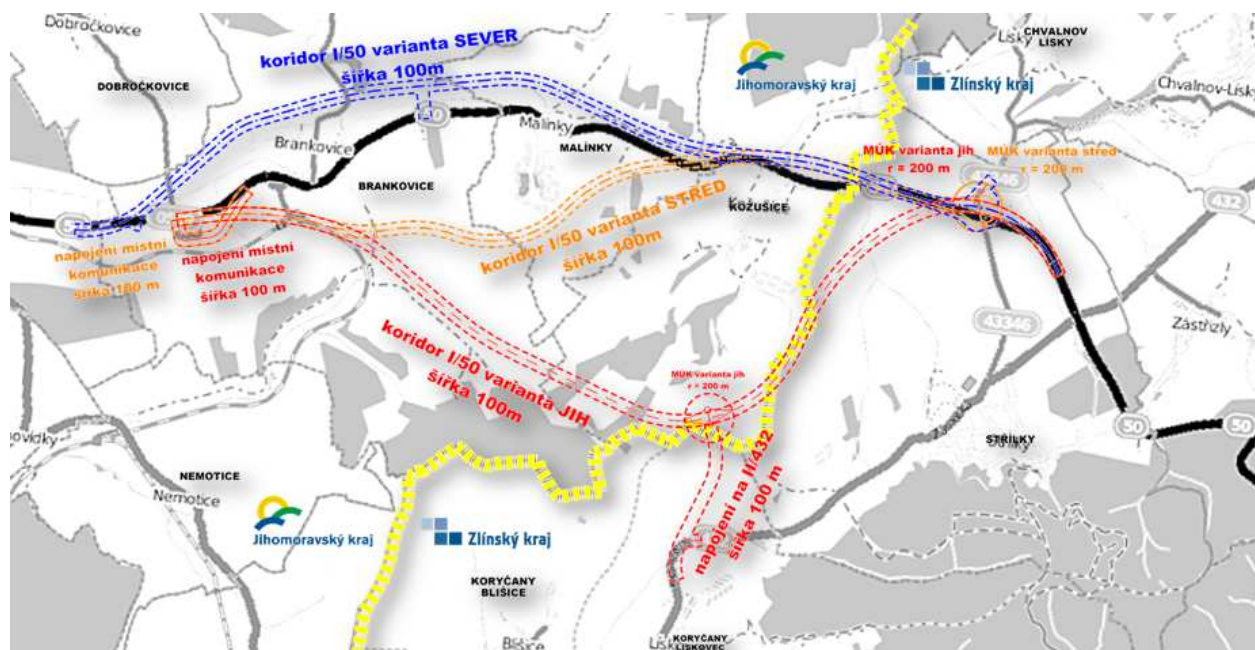 Dobročkovice
DOBROČKOVICE
koridor I/50 varianta SEVER
šířka 100m
Jihomoravský kraj
Zlínský kraj
Lísky
CHVALNOV
LÍSKY
Chvalnov-Lísky
Brankovice
BRANKOVICE
Malínky
MALÍNKY
MÚK varianta jih
r = 200 m
MÚK varianta střed
r = 200 m
432
KOŽUŠICE
napojení místní
komunikace
šířka 100 m
napojení místní
komunikace
šířka 100 m
koridor I/50 varianta STŘED
šířka 100m
43346
Zástřizly
koridor I/50 varianta JIH
šířka 100m
MÚK varianta jih
r = 200 m
napojení na II/432
šířka 100 m
50
50
STŘÍLKY
NEMOTICE
Nemotice
Jihomoravský kraj
Zlínský kraj
KORYČANY
BLIŠICE
Blišice
KORYČANY
LÍSKOVEC